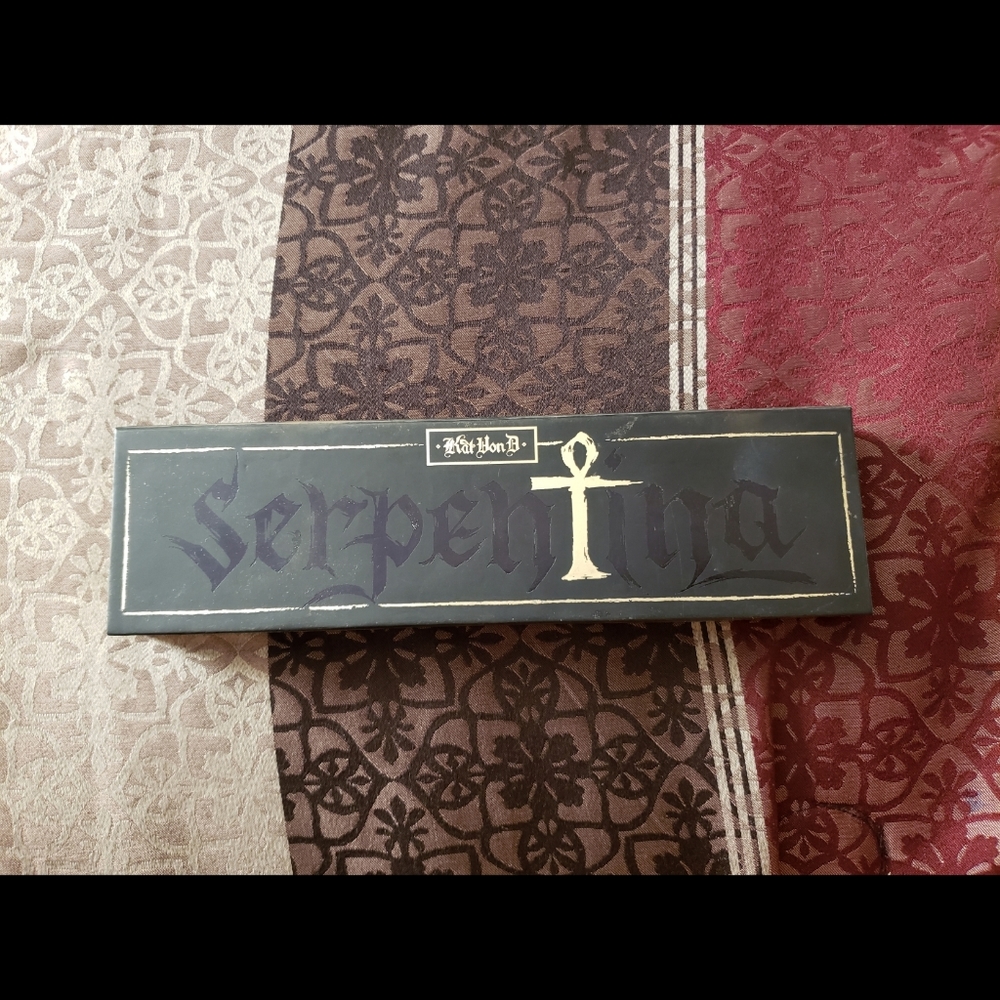 Kat Von D
Serpentina